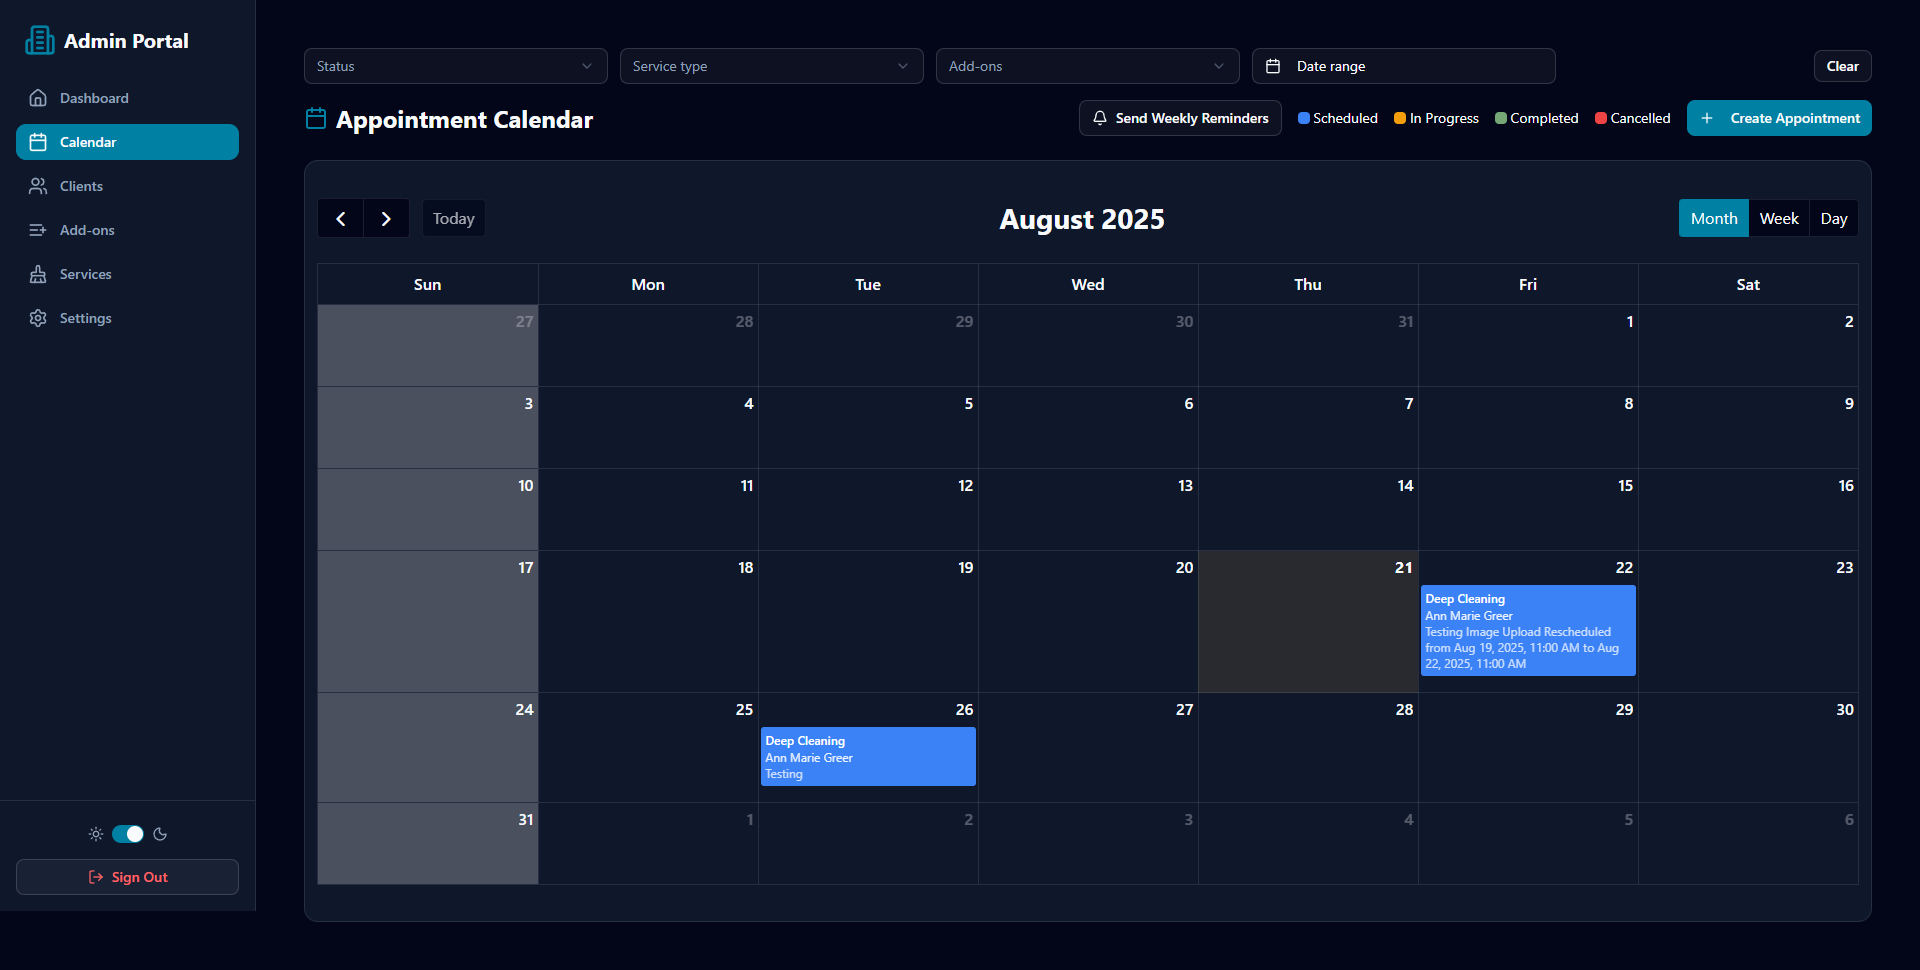 Admin Portal
Dashboard
Calendar
Clients
Add-ons
Services
Settings
Sign Out
Status
Service type
Add-ons
Date range
Clear
Appointment Calendar
Send Weekly Reminders
Scheduled
In Progress
Completed
Cancelled
Create Appointment
Today
August 2025
Month
Week
Day
Sun Mon Tue Wed Thu Fri Sat
27 28 29 30 31 1 2
3 4 5 6 7 8 9
10 11 12 13 14 15 16
17 18 19 20 21 22 23
Deep Cleaning
Ann Marie Greer
Testing Image Upload Rescheduled
from Aug 19, 2025, 11:00 AM to Aug
22, 2025, 11:00 AM
24 25 26 27 28 29 30
Deep Cleaning
Ann Marie Greer
Testing
31 1 2 3 4 5 6